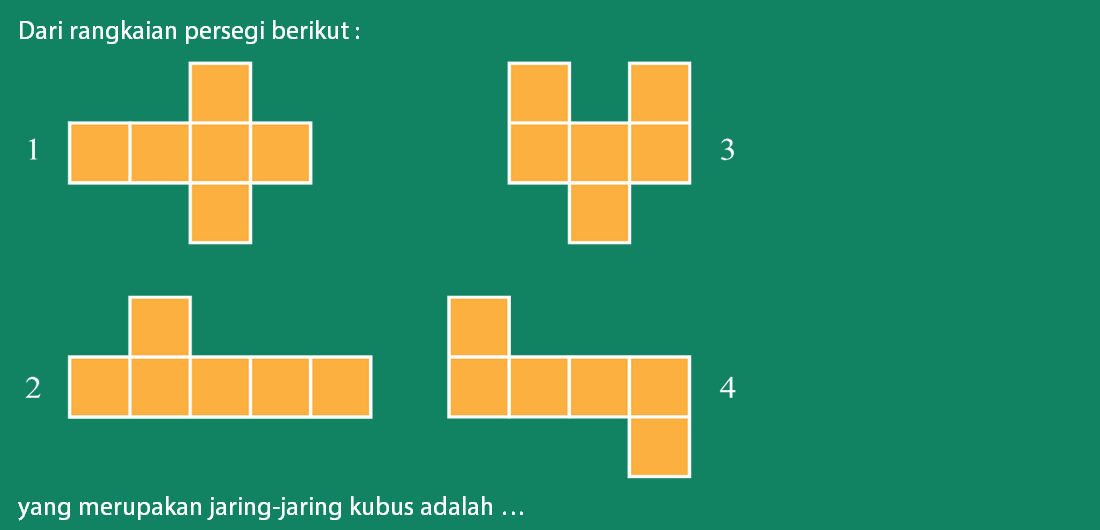 Dari rangkaian persegi berikut :
1
3
2
4
yang merupakan jaring-jaring kubus adalah ...